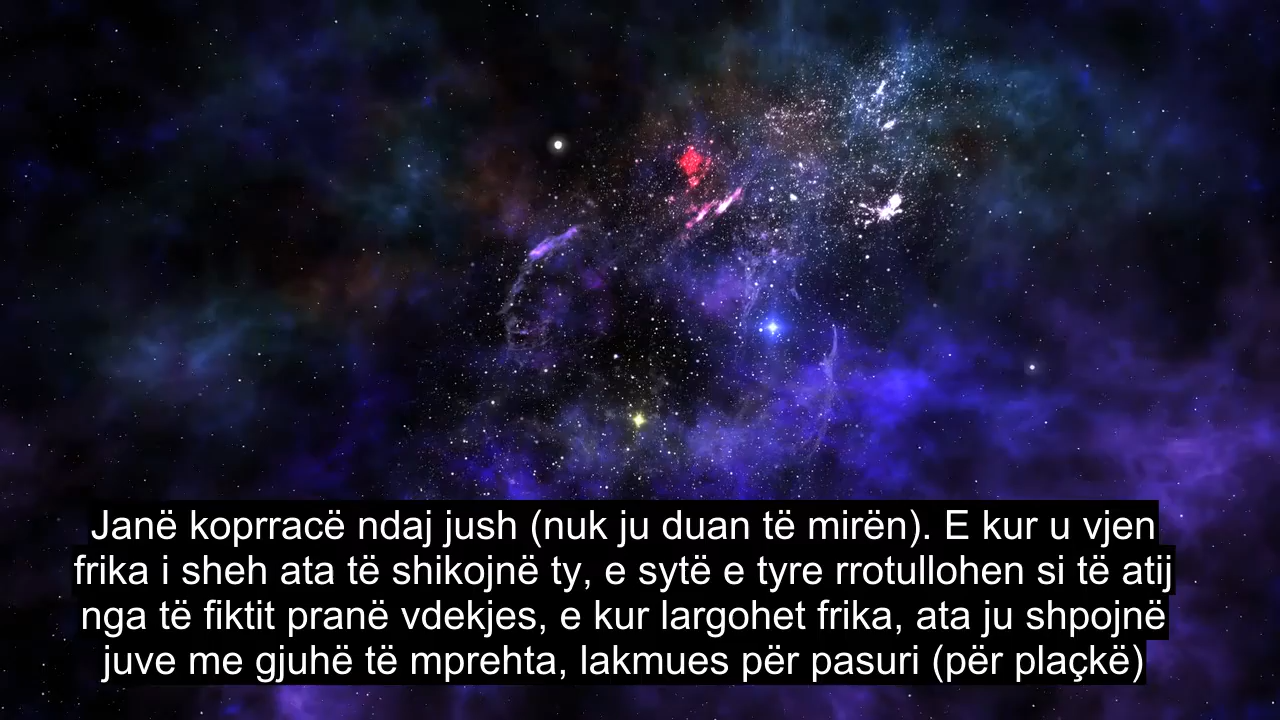 Janë koprracë ndaj jush (nuk ju duan të mirën). E kur u vjen
frika i sheh ata të shikojnë ty, e sytë e tyre rrotullohen si të atij
nga të fiktit pranë vdekjes, e kur largohet frika, ata ju shpojnë
juve me gjuhë të mprehta, lakmues për pasuri (për plaçkë)